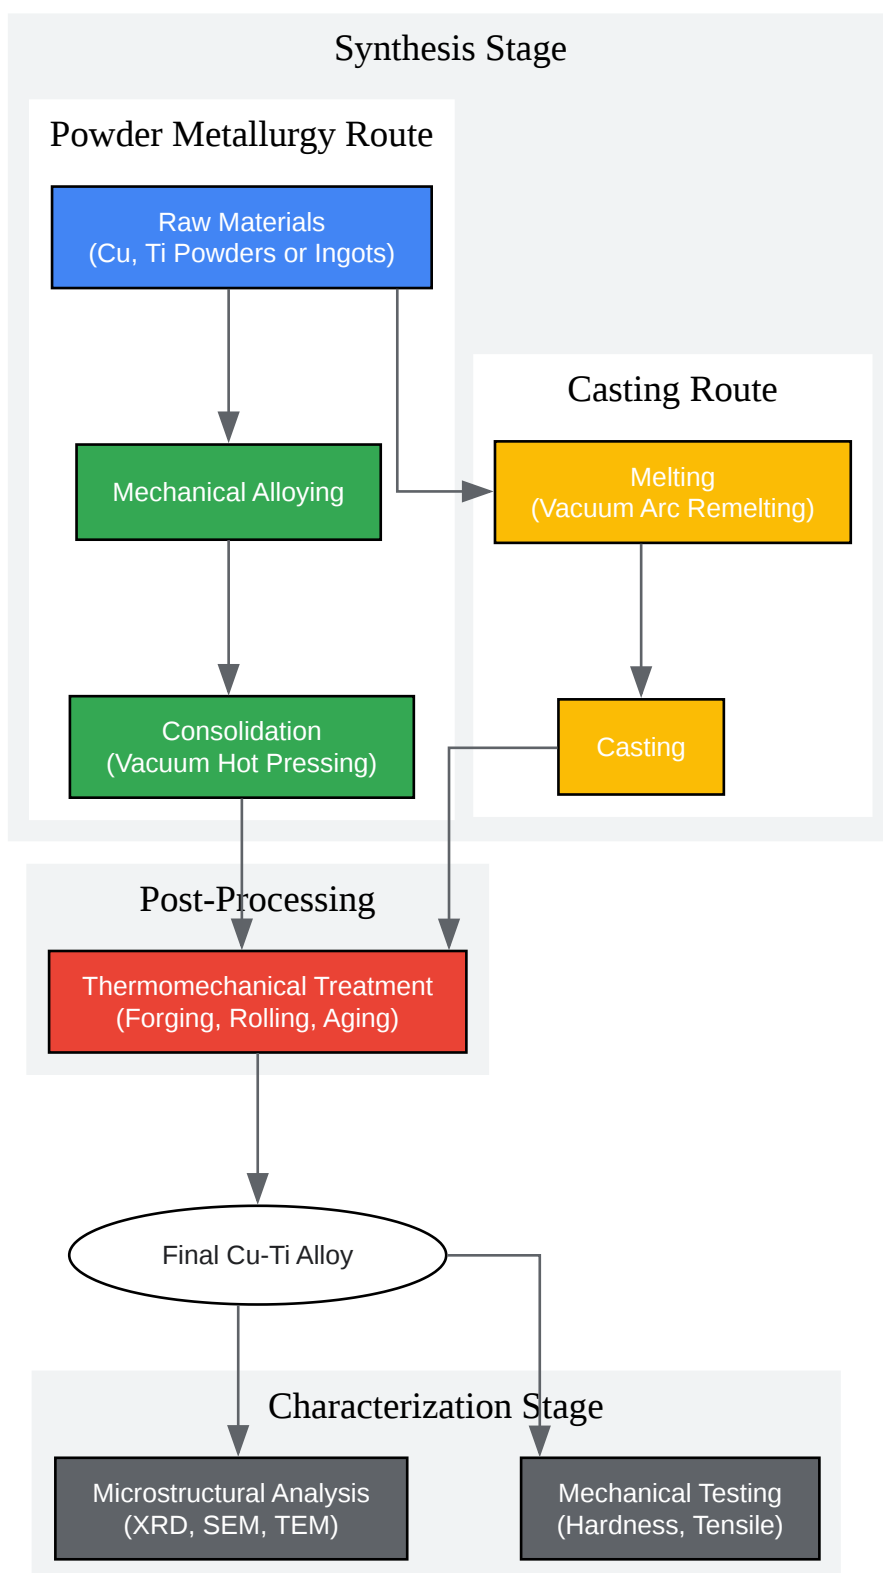 Synthesis Stage
Powder Metallurgy Route
Raw Materials
(Cu, Ti Powders or Ingots)
Casting Route
Mechanical Alloying
Melting
(Vacuum Arc Remelting)
Consolidation
(Vacuum Hot Pressing)
Casting
Post-Processing
Thermomechanical Treatment
(Forging, Rolling, Aging)
Final Cu-Ti Alloy
Characterization Stage
Microstructural Analysis
(XRD, SEM, TEM)
Mechanical Testing
(Hardness, Tensile)